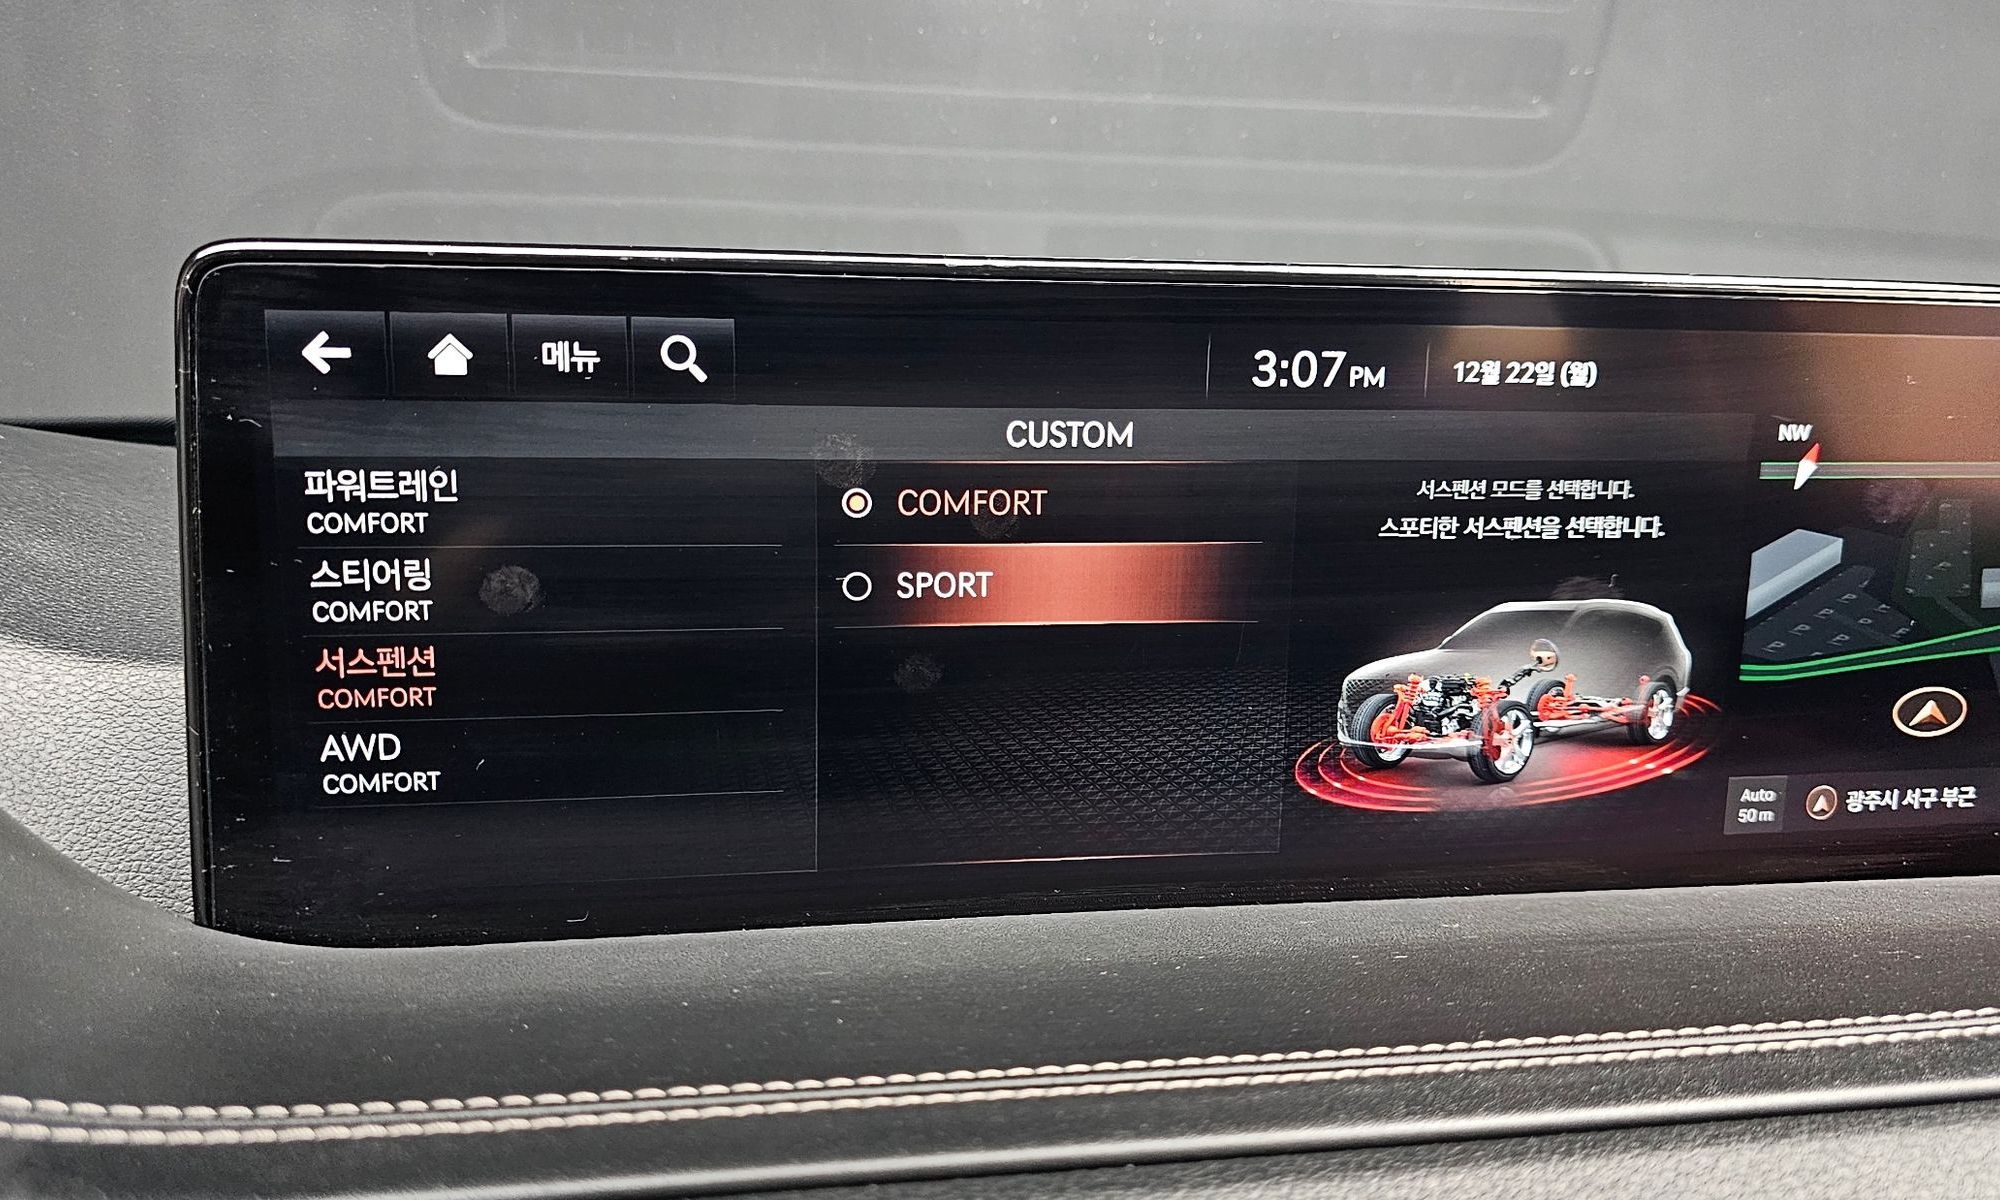 메뉴
3:07 PM
12월 22일 (월)
CUSTOM
파워트레인
COMFORT
스티어링
COMFORT
서스펜션
COMFORT
AWD
COMFORT
COMFORT
SPORT
서스펜션 모드를 선택합니다.
스포티한 서스펜션을 선택합니다.
NW
P
P
P
P
P
Auto
50 m
광주시 서구 부근